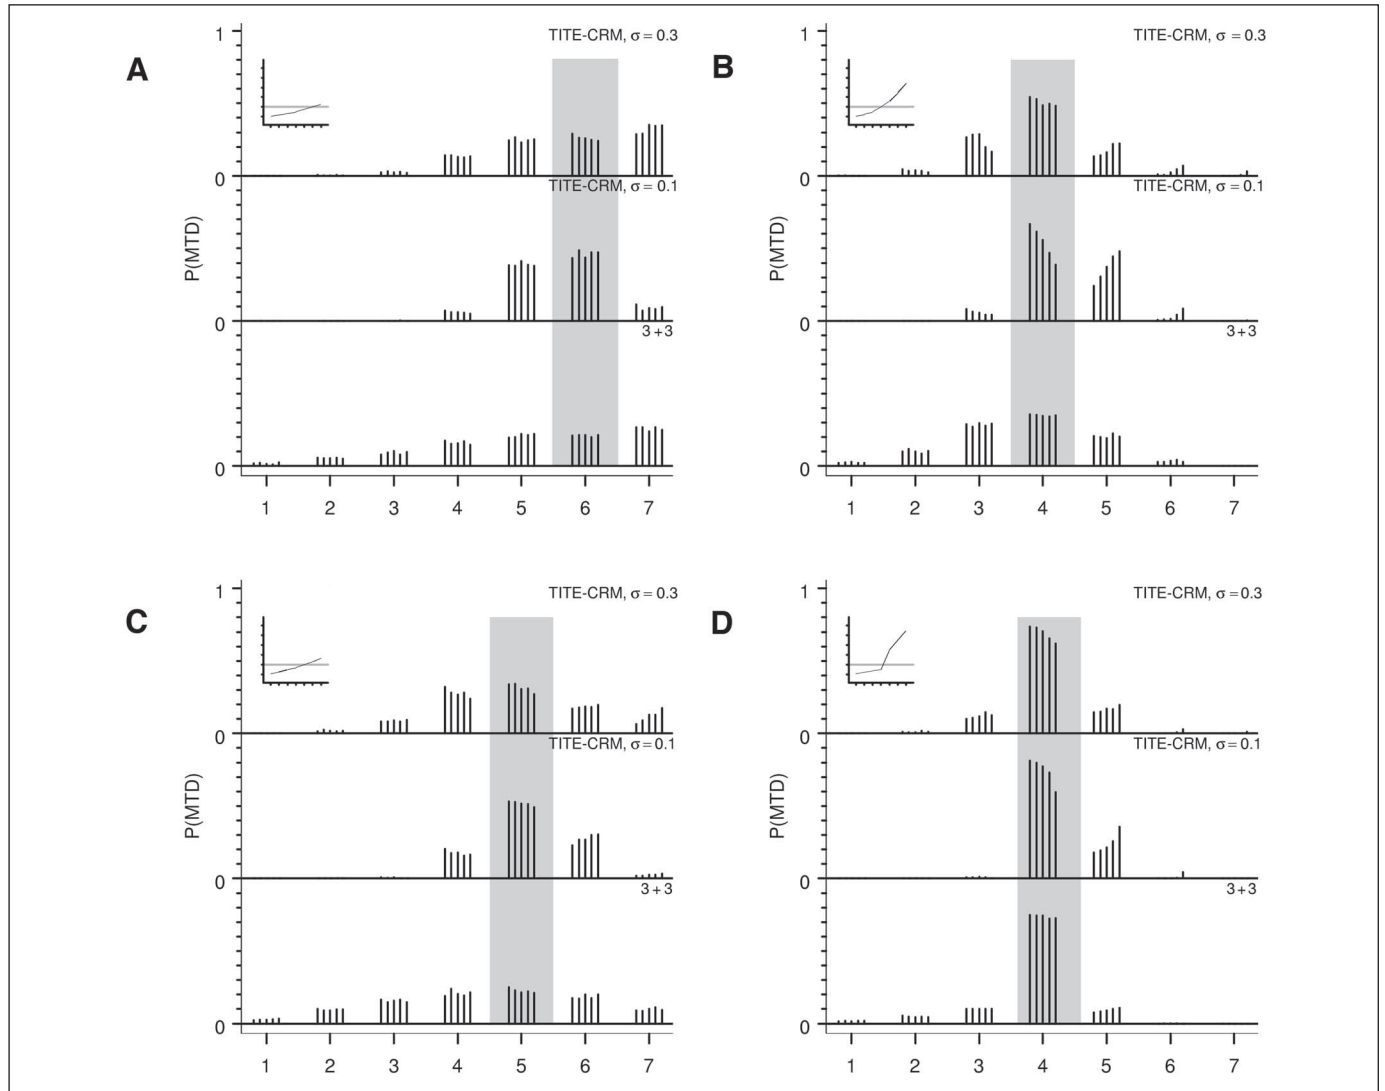 A
1
TITE-CRM, σ = 0.3
0
TITE-CRM, σ = 0.1
P(MTD)
0
3 + 3
0
1 2 3 4 5 6 7
B
1
TITE-CRM, σ = 0.3
0
TITE-CRM, σ = 0.1
P(MTD)
0
3 + 3
0
1 2 3 4 5 6 7
C
1
TITE-CRM, σ = 0.3
0
TITE-CRM, σ = 0.1
P(MTD)
0
3 + 3
0
1 2 3 4 5 6 7
D
1
TITE-CRM, σ = 0.3
0
TITE-CRM, σ = 0.1
P(MTD)
0
3 + 3
0
1 2 3 4 5 6 7